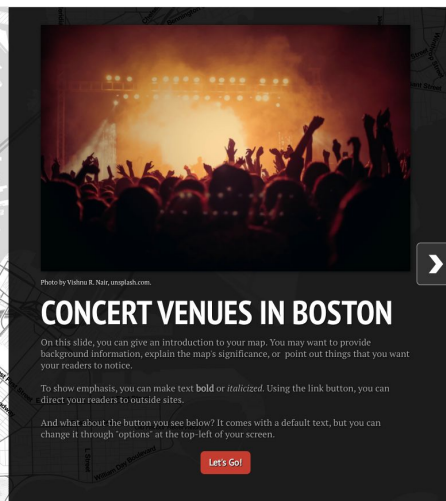 Photo by Vishnu R. Nair, unsplash.com.
CONCERT VENUES IN BOSTON
On this slide, you can give an introduction to your map. You may want to provide
background information, explain the map's significance, or point out things that you want
your readers to notice.
To show emphasis, you can make text bold or italicized. Using the link button, you can
direct your readers to outside sites.
And what about the button you see below? It comes with a default text, but you can
change it through "options" at the top-left of your screen.
Let's Go!